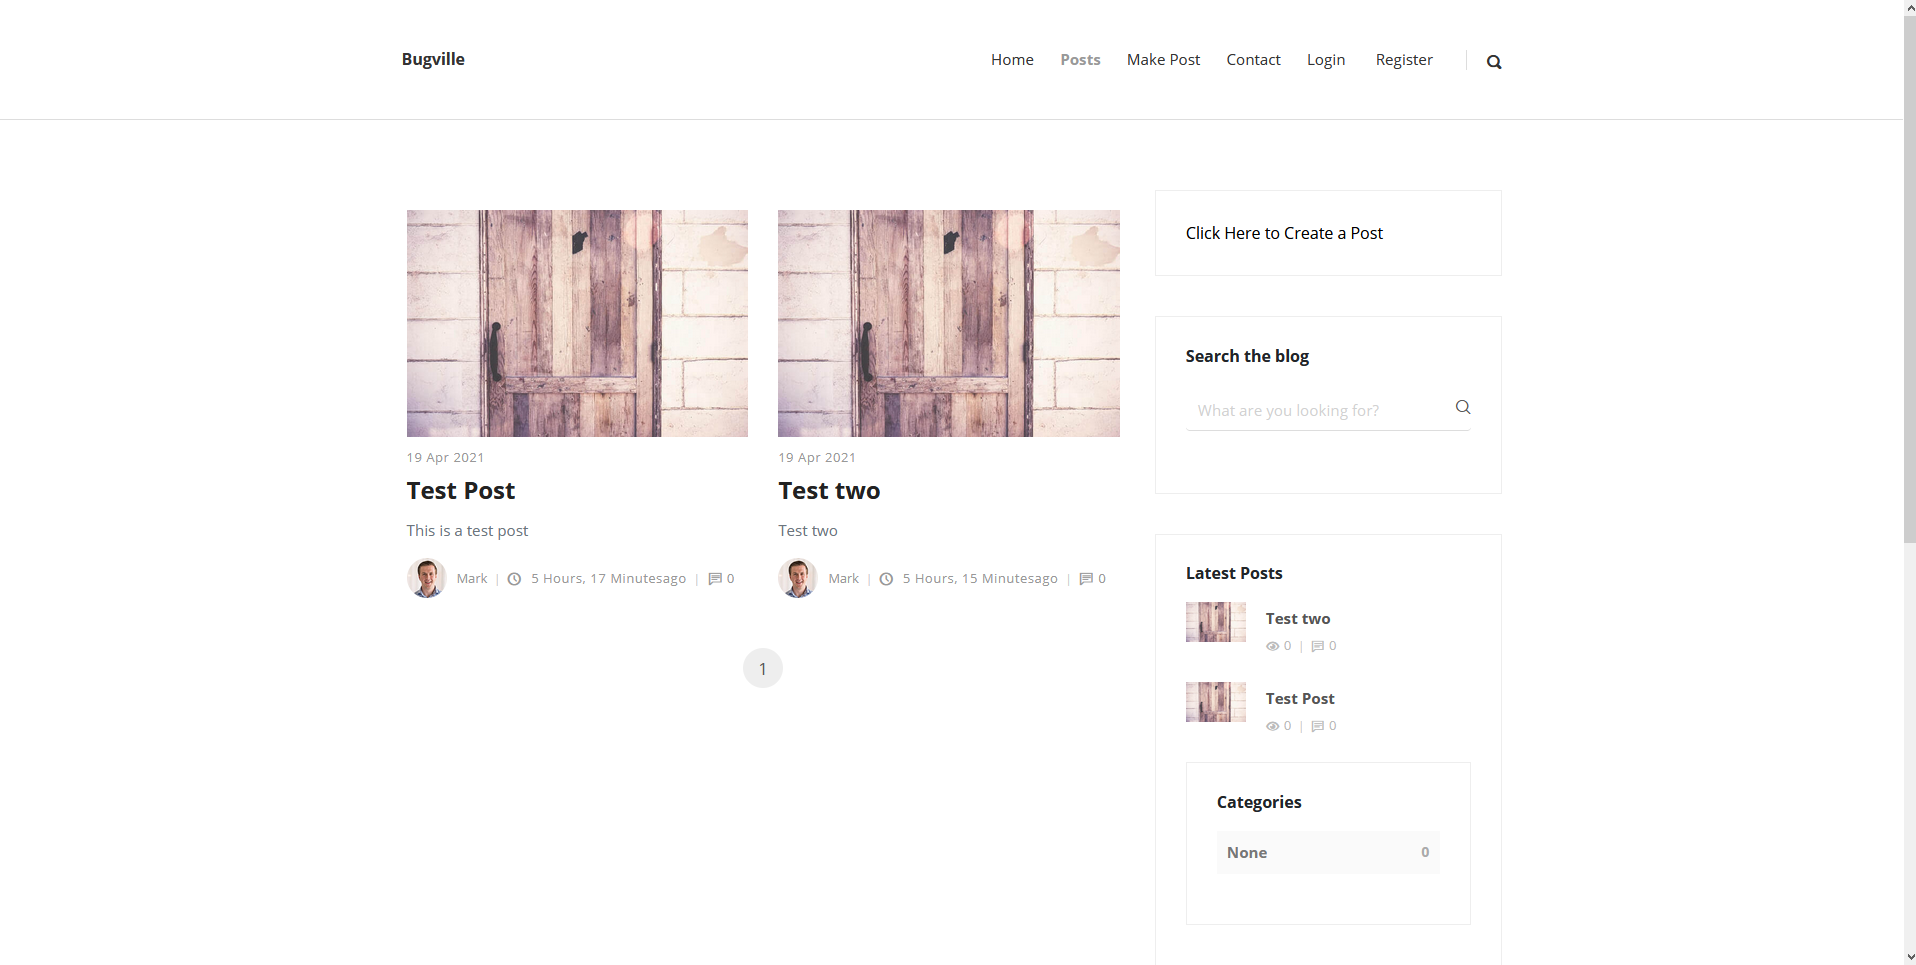 Bugville
Home Posts Make Post Contact Login Register
19 Apr 2021
Test Post
This is a test post
Mark | 5 Hours, 17 Minutesago | 0
19 Apr 2021
Test two
Test two
Mark | 5 Hours, 15 Minutesago | 0
1
Click Here to Create a Post
Search the blog
What are you looking for?
Latest Posts
Test two
0 | 0
Test Post
0 | 0
Categories
None 0